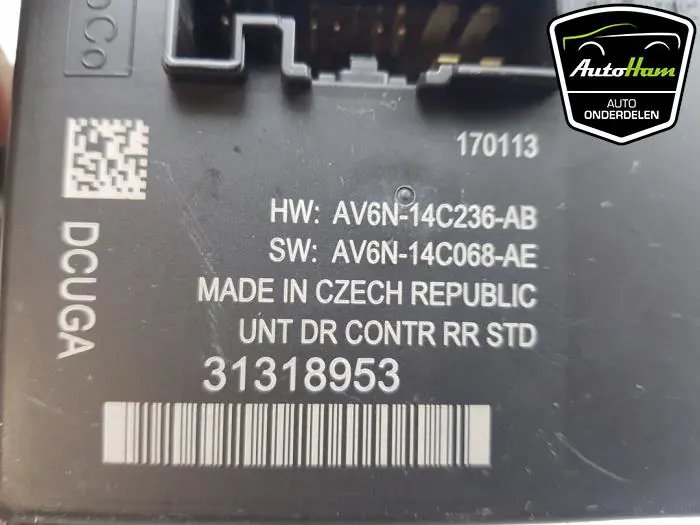 AutoHam
AUTO
ONDERDELEN
170113
HW: AV6N-14C236-AB
SW: AV6N-14C068-AE
MADE IN CZECH REPUBLIC
UNT DR CONTR RR STD
31318953
DCUGA